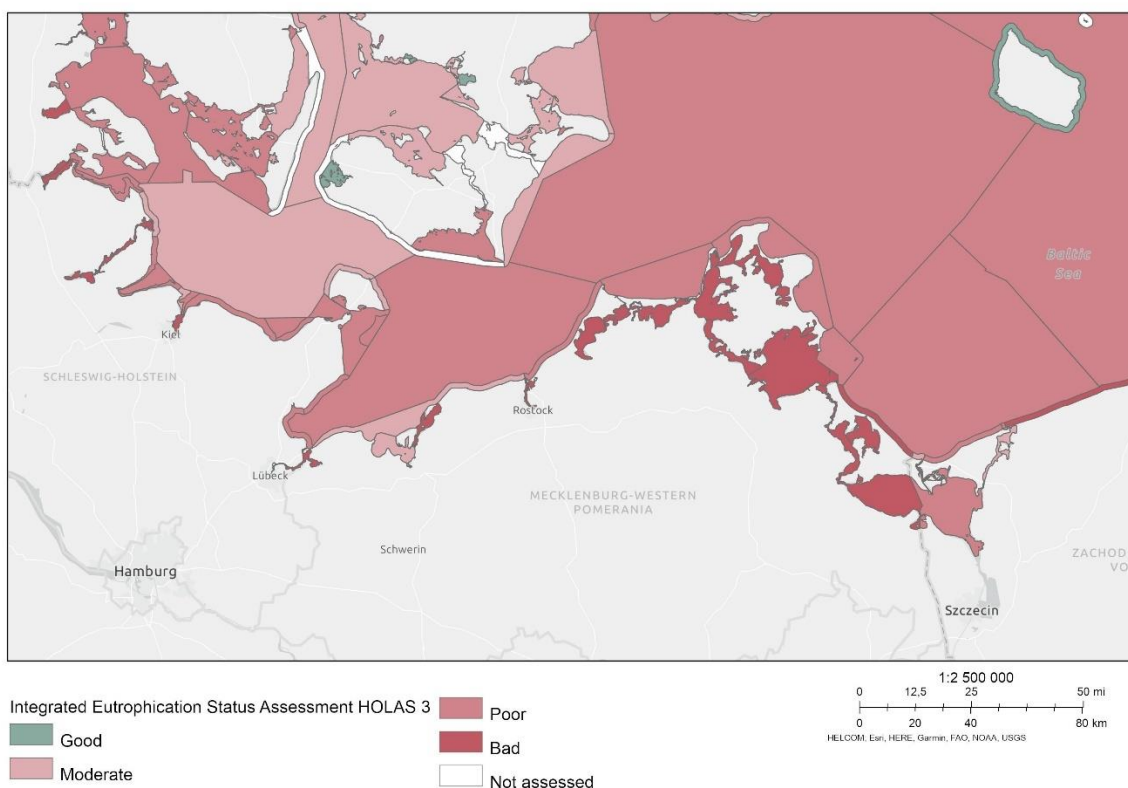 Baltic
Sea
Kiel
SCHLESWIG-HOLSTEIN
Rostock
Lübeck
MECKLENBURG-WESTERN
POMERANIA
Schwerin
ZACHOD
VO
Hamburg
Szczecin
Integrated Eutrophication Status Assessment HOLAS 3
Good
Moderate
Poor
Bad
Not assessed
1:2 500 000
0 12,5 25 50 mi
0 20 40 80 km
HELCOM, Esri, HERE, Garmin, FAO, NOAA, USGS